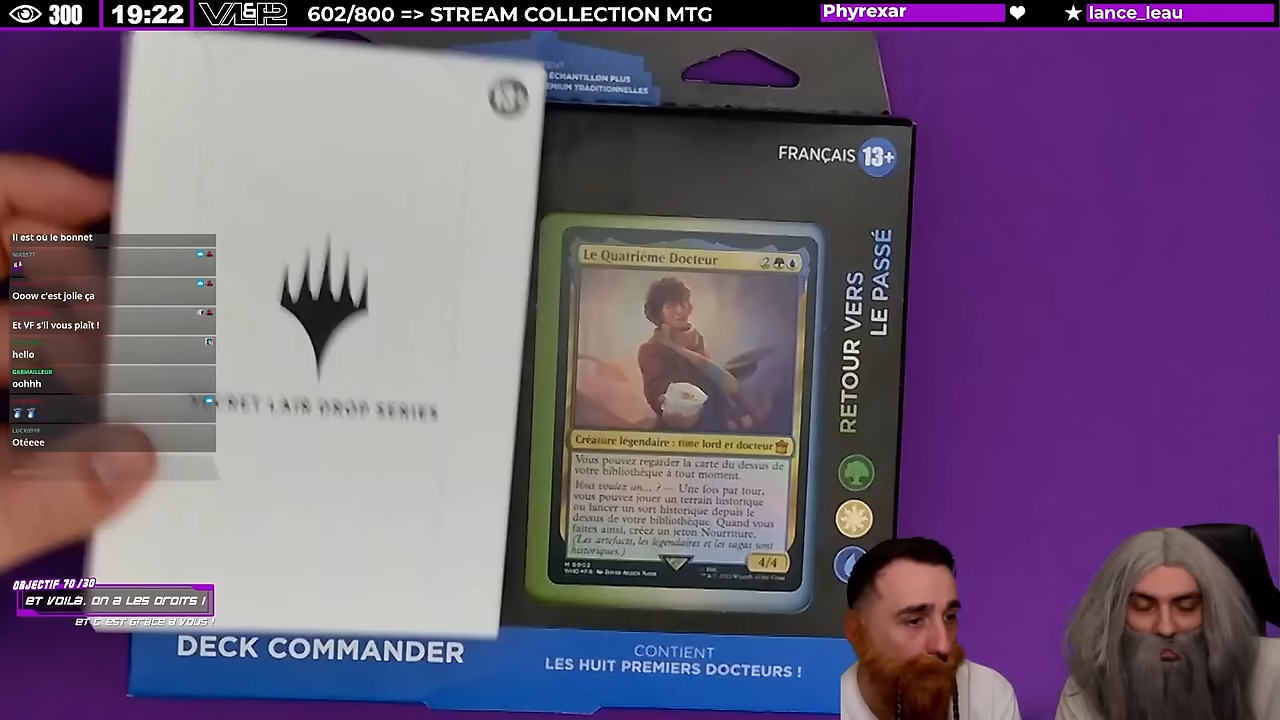 300
19:22
602/800 => STREAM COLLECTION MTG
Phyrexar
lance_leau
ÉCHANTILLON PLUS
TRADITIONNELLES
FRANÇAIS 13+
Il est où le bonnet
Ooow c'est jolie ça
Et VF s'il vous plaît !
hello
GABMAILLEUR
oohhh
LUCK0919
Otéeee
LAIR DROP SERIES
Le Quatrième Docteur 2
Créature légendaire : time lord et docteur
Vous pouvez regarder la carte du dessus de
votre bibliothèque à tout moment.
Vous voulez un... ? — Une fois par tour,
vous pouvez jouer un terrain historique
ou lancer un sort historique depuis le
dessus de votre bibliothèque. Quand vous
faites ainsi, créez un jeton Nourriture.
(Les artefacts, les légendaires et les sagas sont
historiques.)
4/4
RETOUR VERS
LE PASSÉ
OBJECTIF 70 /30
ET VOILÀ, ON A LES DROITS !
ET C'EST GRÂCE À VOUS !
DECK COMMANDER
CONTIENT
LES HUIT PREMIERS DOCTEURS !